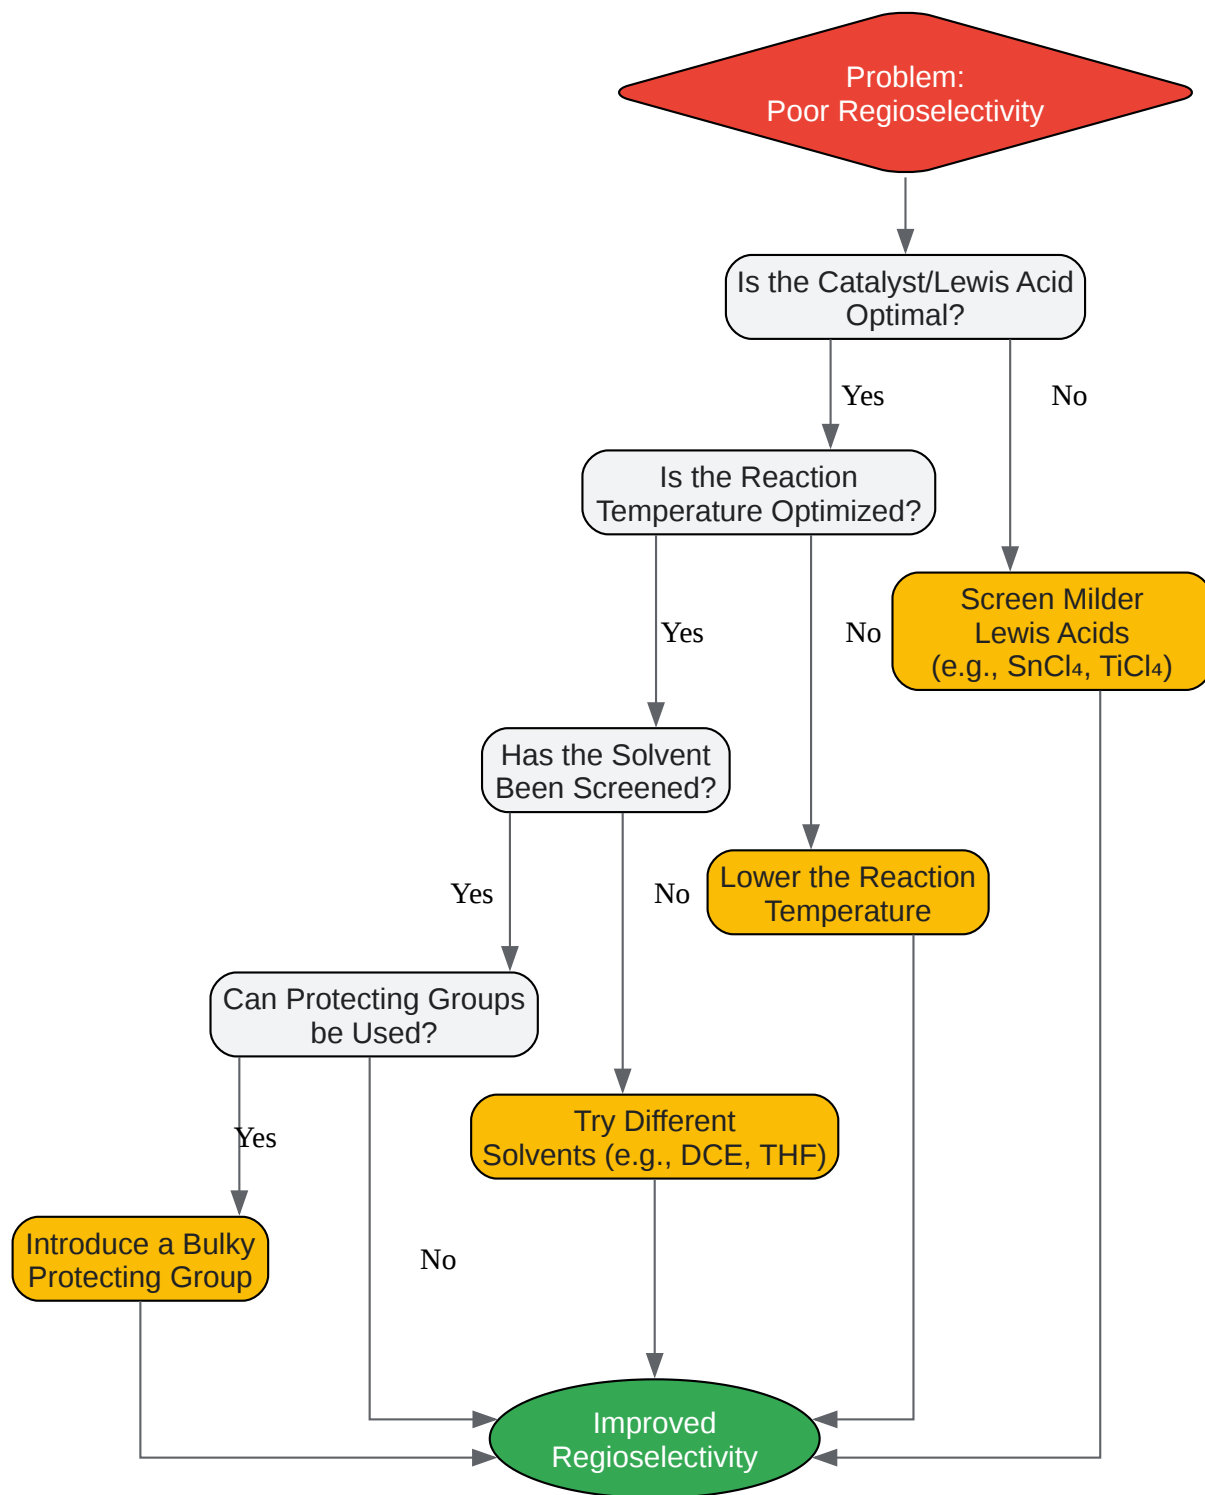 Problem:
Poor Regioselectivity
Is the Catalyst/Lewis Acid
Optimal?
Yes
No
Is the Reaction
Temperature Optimized?
Yes
No
Screen Milder
Lewis Acids
(e.g., SnCl₄, TiCl₄)
Has the Solvent
Been Screened?
Yes
No
Lower the Reaction
Temperature
Can Protecting Groups
be Used?
Yes
No
Try Different
Solvents (e.g., DCE, THF)
Introduce a Bulky
Protecting Group
Improved
Regioselectivity